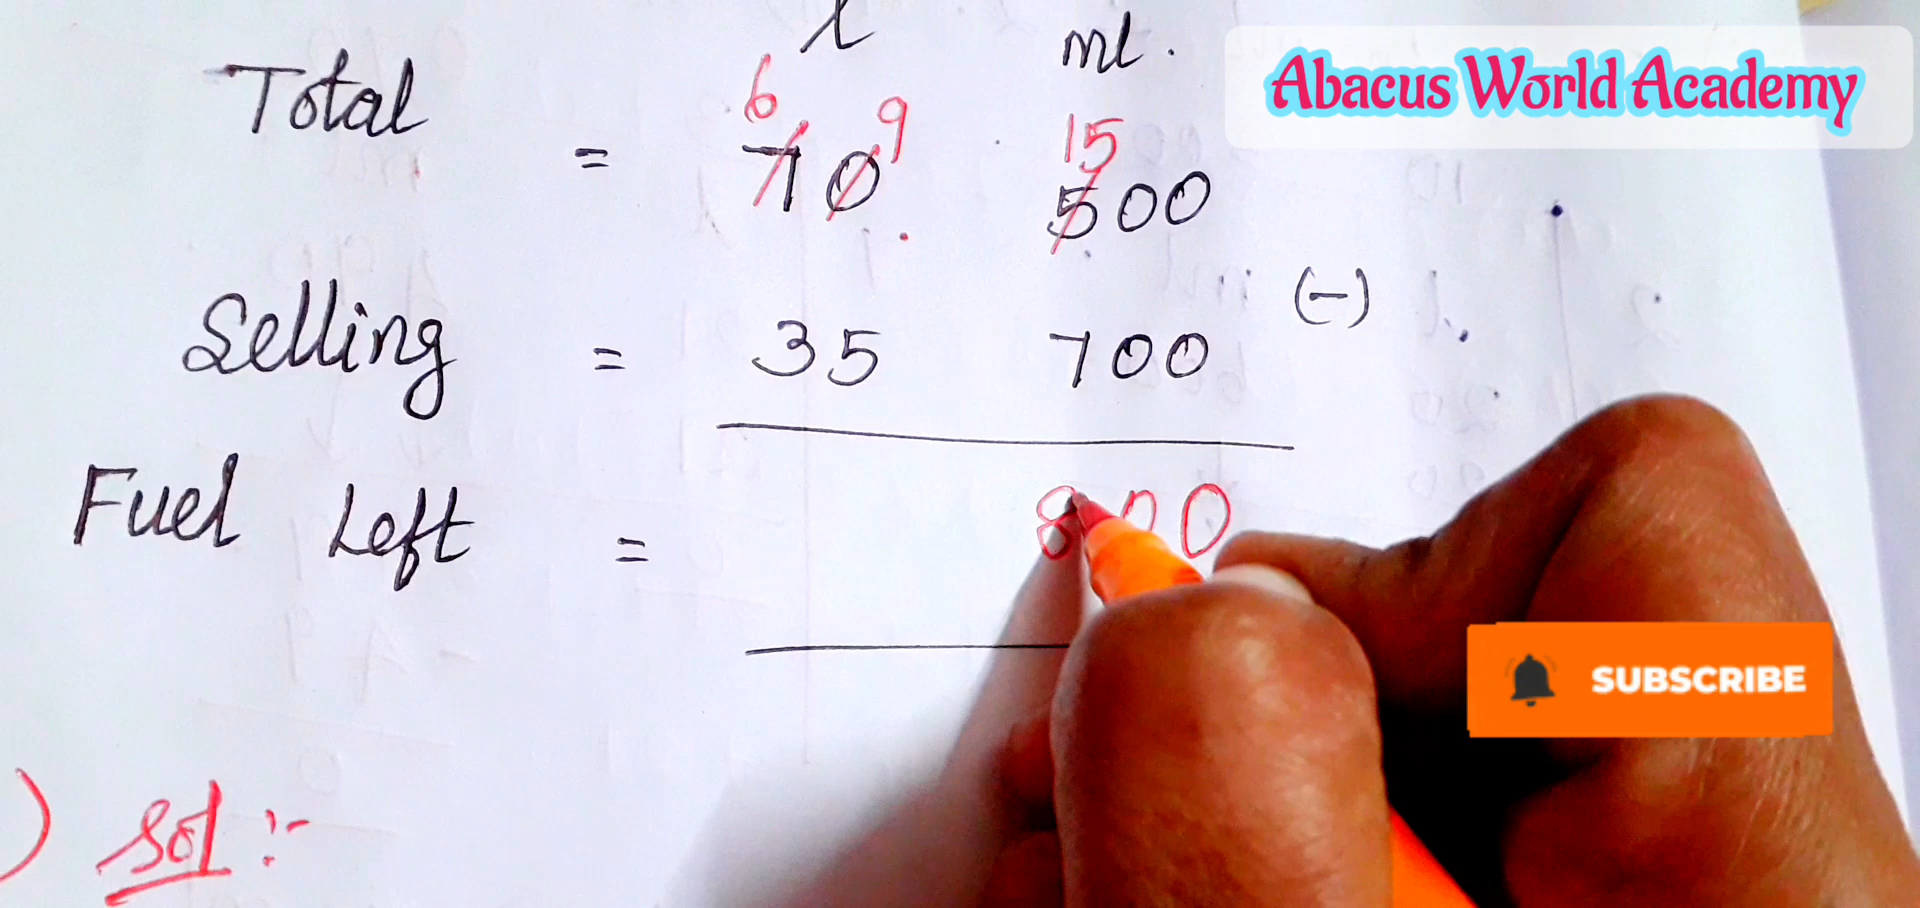 l ml.
Abacus World Academy
6 9 15
Total = 70 500
(-)
Selling = 35 700
Fuel Left = 800
SUBSCRIBE
) Sol :-